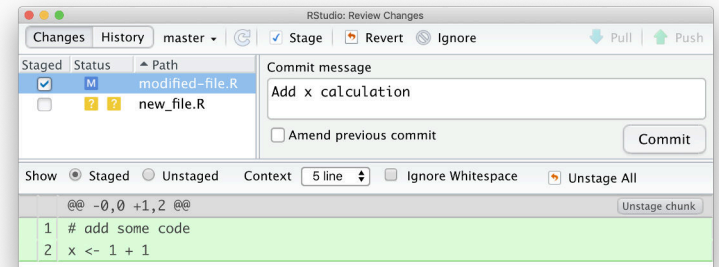 RStudio: Review Changes
Changes History master Stage Revert Ignore Pull Push
Staged Status Path
M modified-file.R
? ? new_file.R
Commit message
Add x calculation
Amend previous commit Commit
Show Staged Unstaged Context 5 line Ignore Whitespace Unstage All
@@ -0,0 +1,2 @@ Unstage chunk
1 # add some code
2 x <- 1 + 1